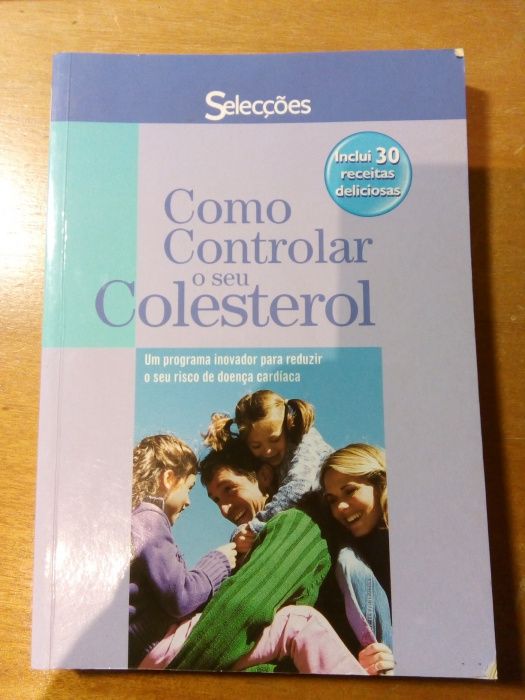 Selecções
Inclui 30
receitas
deliciosas
Como
Controlar
o seu
Colesterol
Um programa inovador para reduzir
o seu risco de doença cardíaca